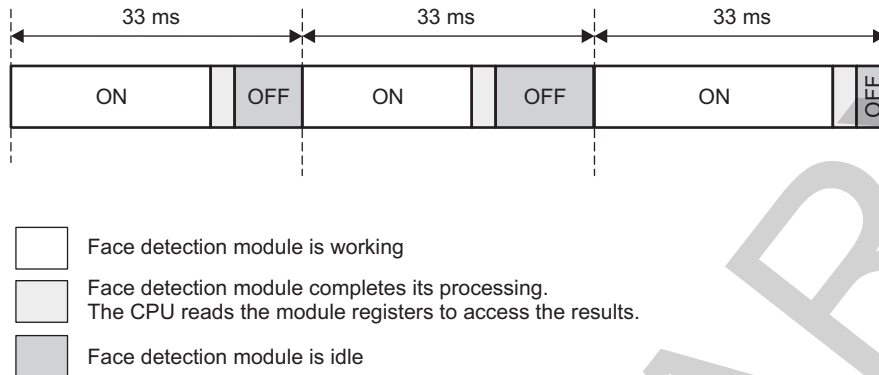 33 ms 33 ms 33 ms
ON OFF ON OFF ON OFF
Face detection module is working
Face detection module completes its processing.
The CPU reads the module registers to access the results.
Face detection module is idle